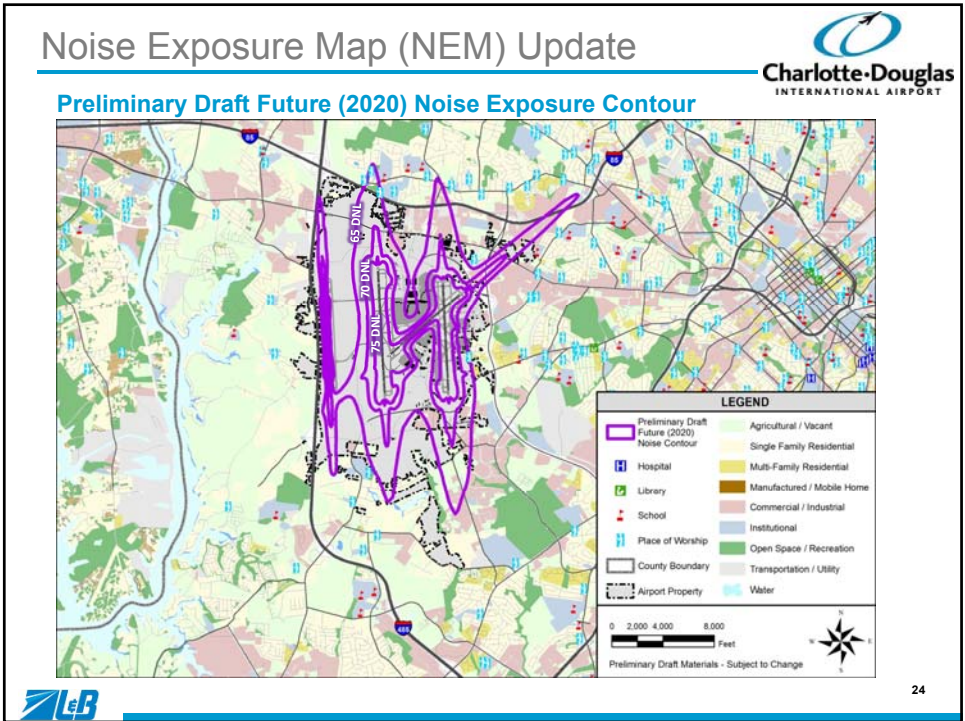 Noise Exposure Map (NEM) Update
Charlotte·Douglas
INTERNATIONAL AIRPORT
Preliminary Draft Future (2020) Noise Exposure Contour
85
65 DNL
70 DNL
75 DNL
485
LEGEND
Preliminary Draft
Future (2020)
Noise Contour
H Hospital
Library
School
Place of Worship
County Boundary
Airport Property
Agricultural / Vacant
Single Family Residential
Multi-Family Residential
Manufactured / Mobile Home
Commercial / Industrial
Institutional
Open Space / Recreation
Transportation / Utility
Water
0 2,000 4,000 8,000
Feet
N
W E
S
Preliminary Draft Materials - Subject to Change
L&B
24